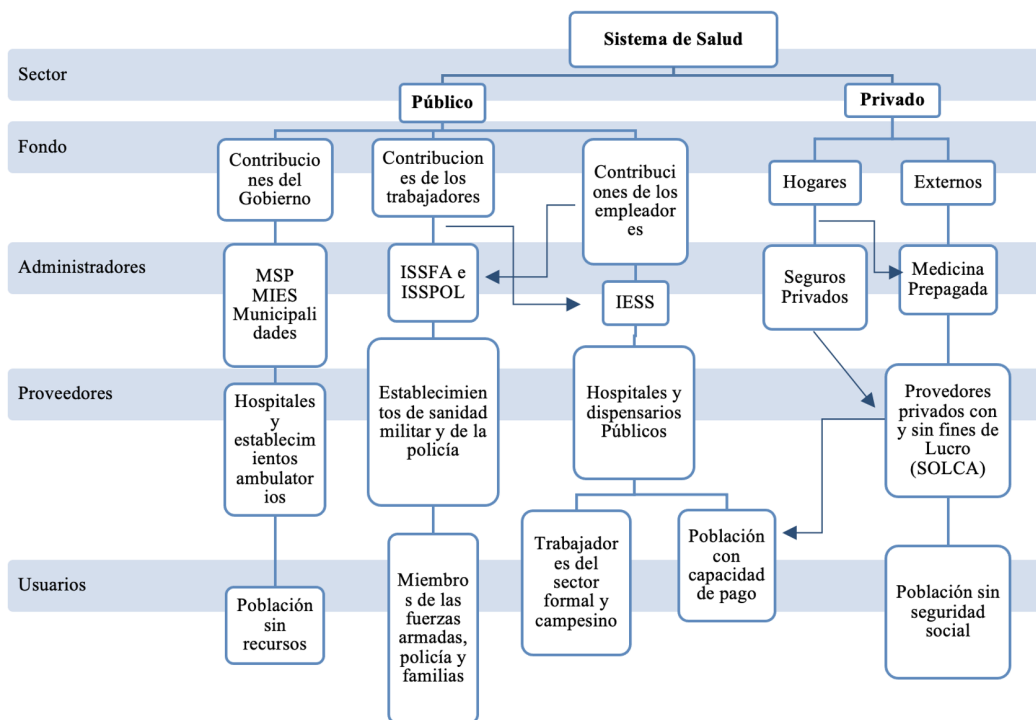 Sistema de Salud
Sector
Público
Privado
Fondo
Contribucio
nes del
Gobierno
Contribucion
es de los
trabajadores
Contribuci
ones de los
empleador
es
Hogares
Externos
Administradores
MSP
MIES
Municipali
dades
ISSFA e
ISSPOL
IESS
Seguros
Privados
Medicina
Prepagada
Proveedores
Hospitales
y
establecim
ientos
ambulator
ios
Establecimien
tos de sanidad
militar y de la
policía
Hospitales y
dispensarios
Públicos
Provedores
privados con
y sin fines de
Lucro
(SOLCA)
Usuarios
Población
sin
recursos
Miembro
s de las
fuerzas
armadas,
policía y
familias
Trabajador
es del
sector
formal y
campesino
Población
con
capacidad
de pago
Población sin
seguridad
social